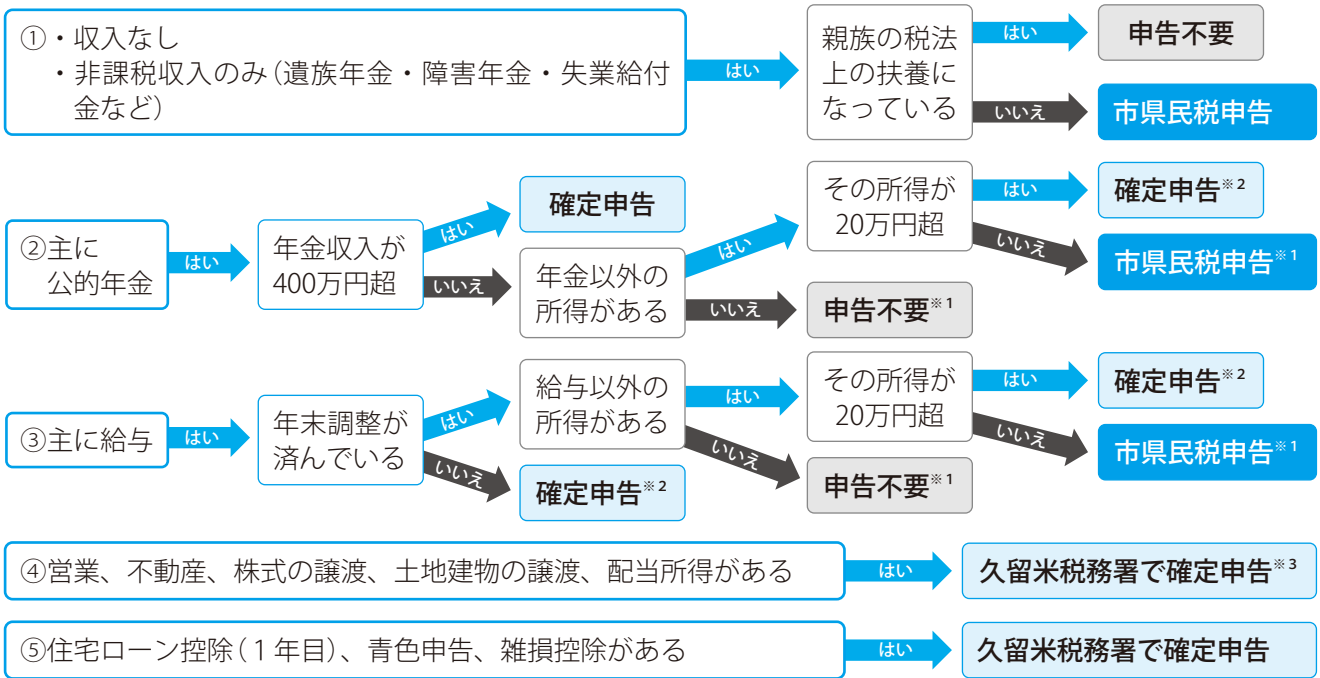 ①・収入なし
・非課税収入のみ（遺族年金・障害年金・失業給付
金など）
はい
親族の税法
上の扶養に
なっている
はい
申告不要
いいえ
市県民税申告
②主に
公的年金
はい
年金収入が
400万円超
はい
確定申告
いいえ
年金以外の
所得がある
はい
その所得が
20万円超
はい
確定申告※2
いいえ
市県民税申告※1
いいえ
申告不要※1
③主に給与
はい
年末調整が
済んでいる
はい
給与以外の
所得がある
はい
その所得が
20万円超
はい
確定申告※2
いいえ
市県民税申告※1
いいえ
申告不要※1
いいえ
確定申告※2
④営業、不動産、株式の譲渡、土地建物の譲渡、配当所得がある
はい
久留米税務署で確定申告※3
⑤住宅ローン控除（１年目）、青色申告、雑損控除がある
はい
久留米税務署で確定申告